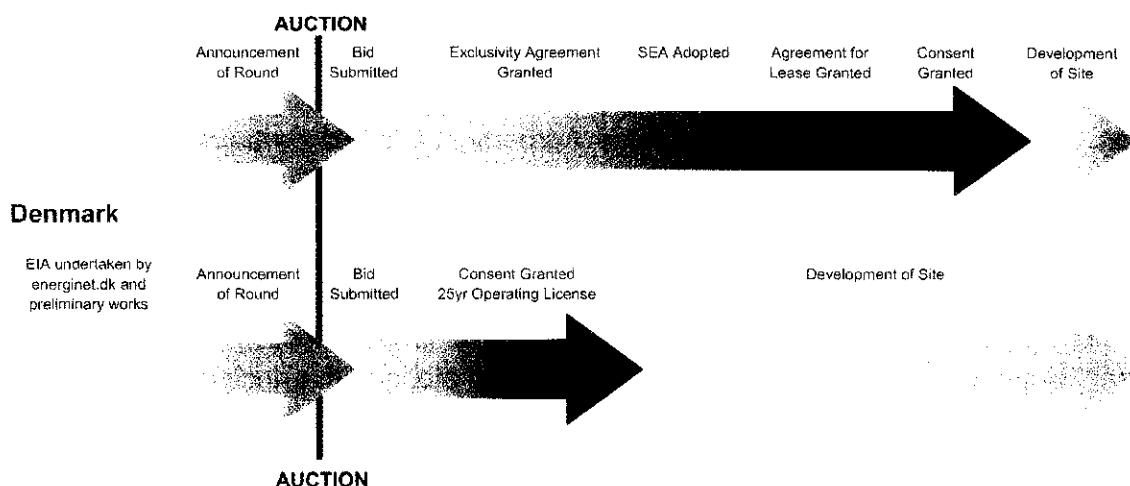 AUCTION
Announcement
of Round
Bid
Submitted
Exclusivity Agreement
Granted
SEA Adopted
Agreement for
Lease Granted
Consent
Granted
Development
of Site
Denmark
EIA undertaken by
energinet.dk and
preliminary works
Announcement
of Round
Bid
Submitted
Consent Granted
25yr Operating License
Development of Site
AUCTION